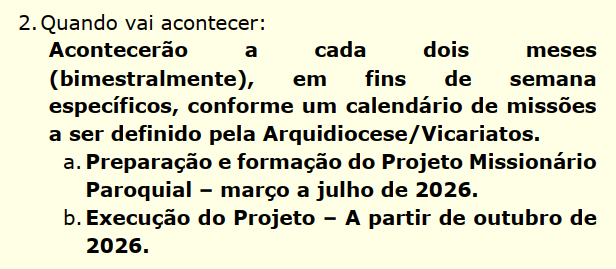 2. Quando vai acontecer:
Acontecerão a cada dois meses
(bimestralmente), em fins de semana
específicos, conforme um calendário de missões
a ser definido pela Arquidiocese/Vicariatos.
a. Preparação e formação do Projeto Missionário
Paroquial – março a julho de 2026.
b. Execução do Projeto – A partir de outubro de
2026.